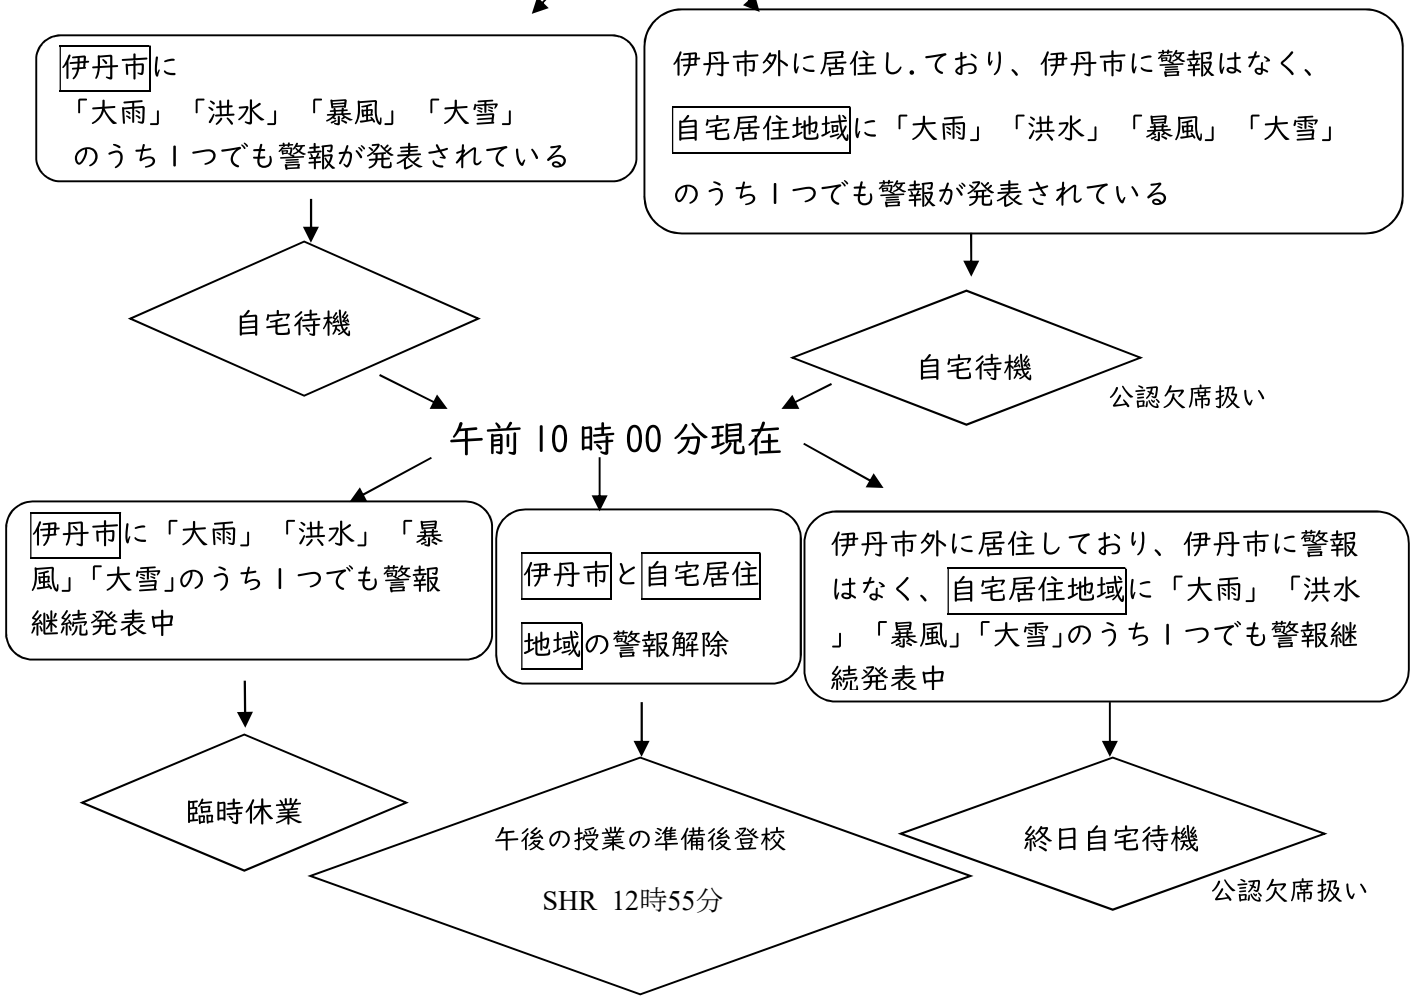 伊丹市に
「大雨」「洪水」「暴風」「大雪」
のうち1つでも警報が発表されている
伊丹市外に居住し.ており、伊丹市に警報はなく、
自宅居住地域に「大雨」「洪水」「暴風」「大雪」
のうち1つでも警報が発表されている
自宅待機
自宅待機
公認欠席扱い
午前10時00分現在
伊丹市に「大雨」「洪水」「暴
風」「大雪」のうち1つでも警報
継続発表中
伊丹市と自宅居住
地域の警報解除
伊丹市外に居住しており、伊丹市に警報
はなく、自宅居住地域に「大雨」「洪水
」「暴風」「大雪」のうち1つでも警報継
続発表中
臨時休業
午後の授業の準備後登校
SHR 12時55分
終日自宅待機
公認欠席扱い